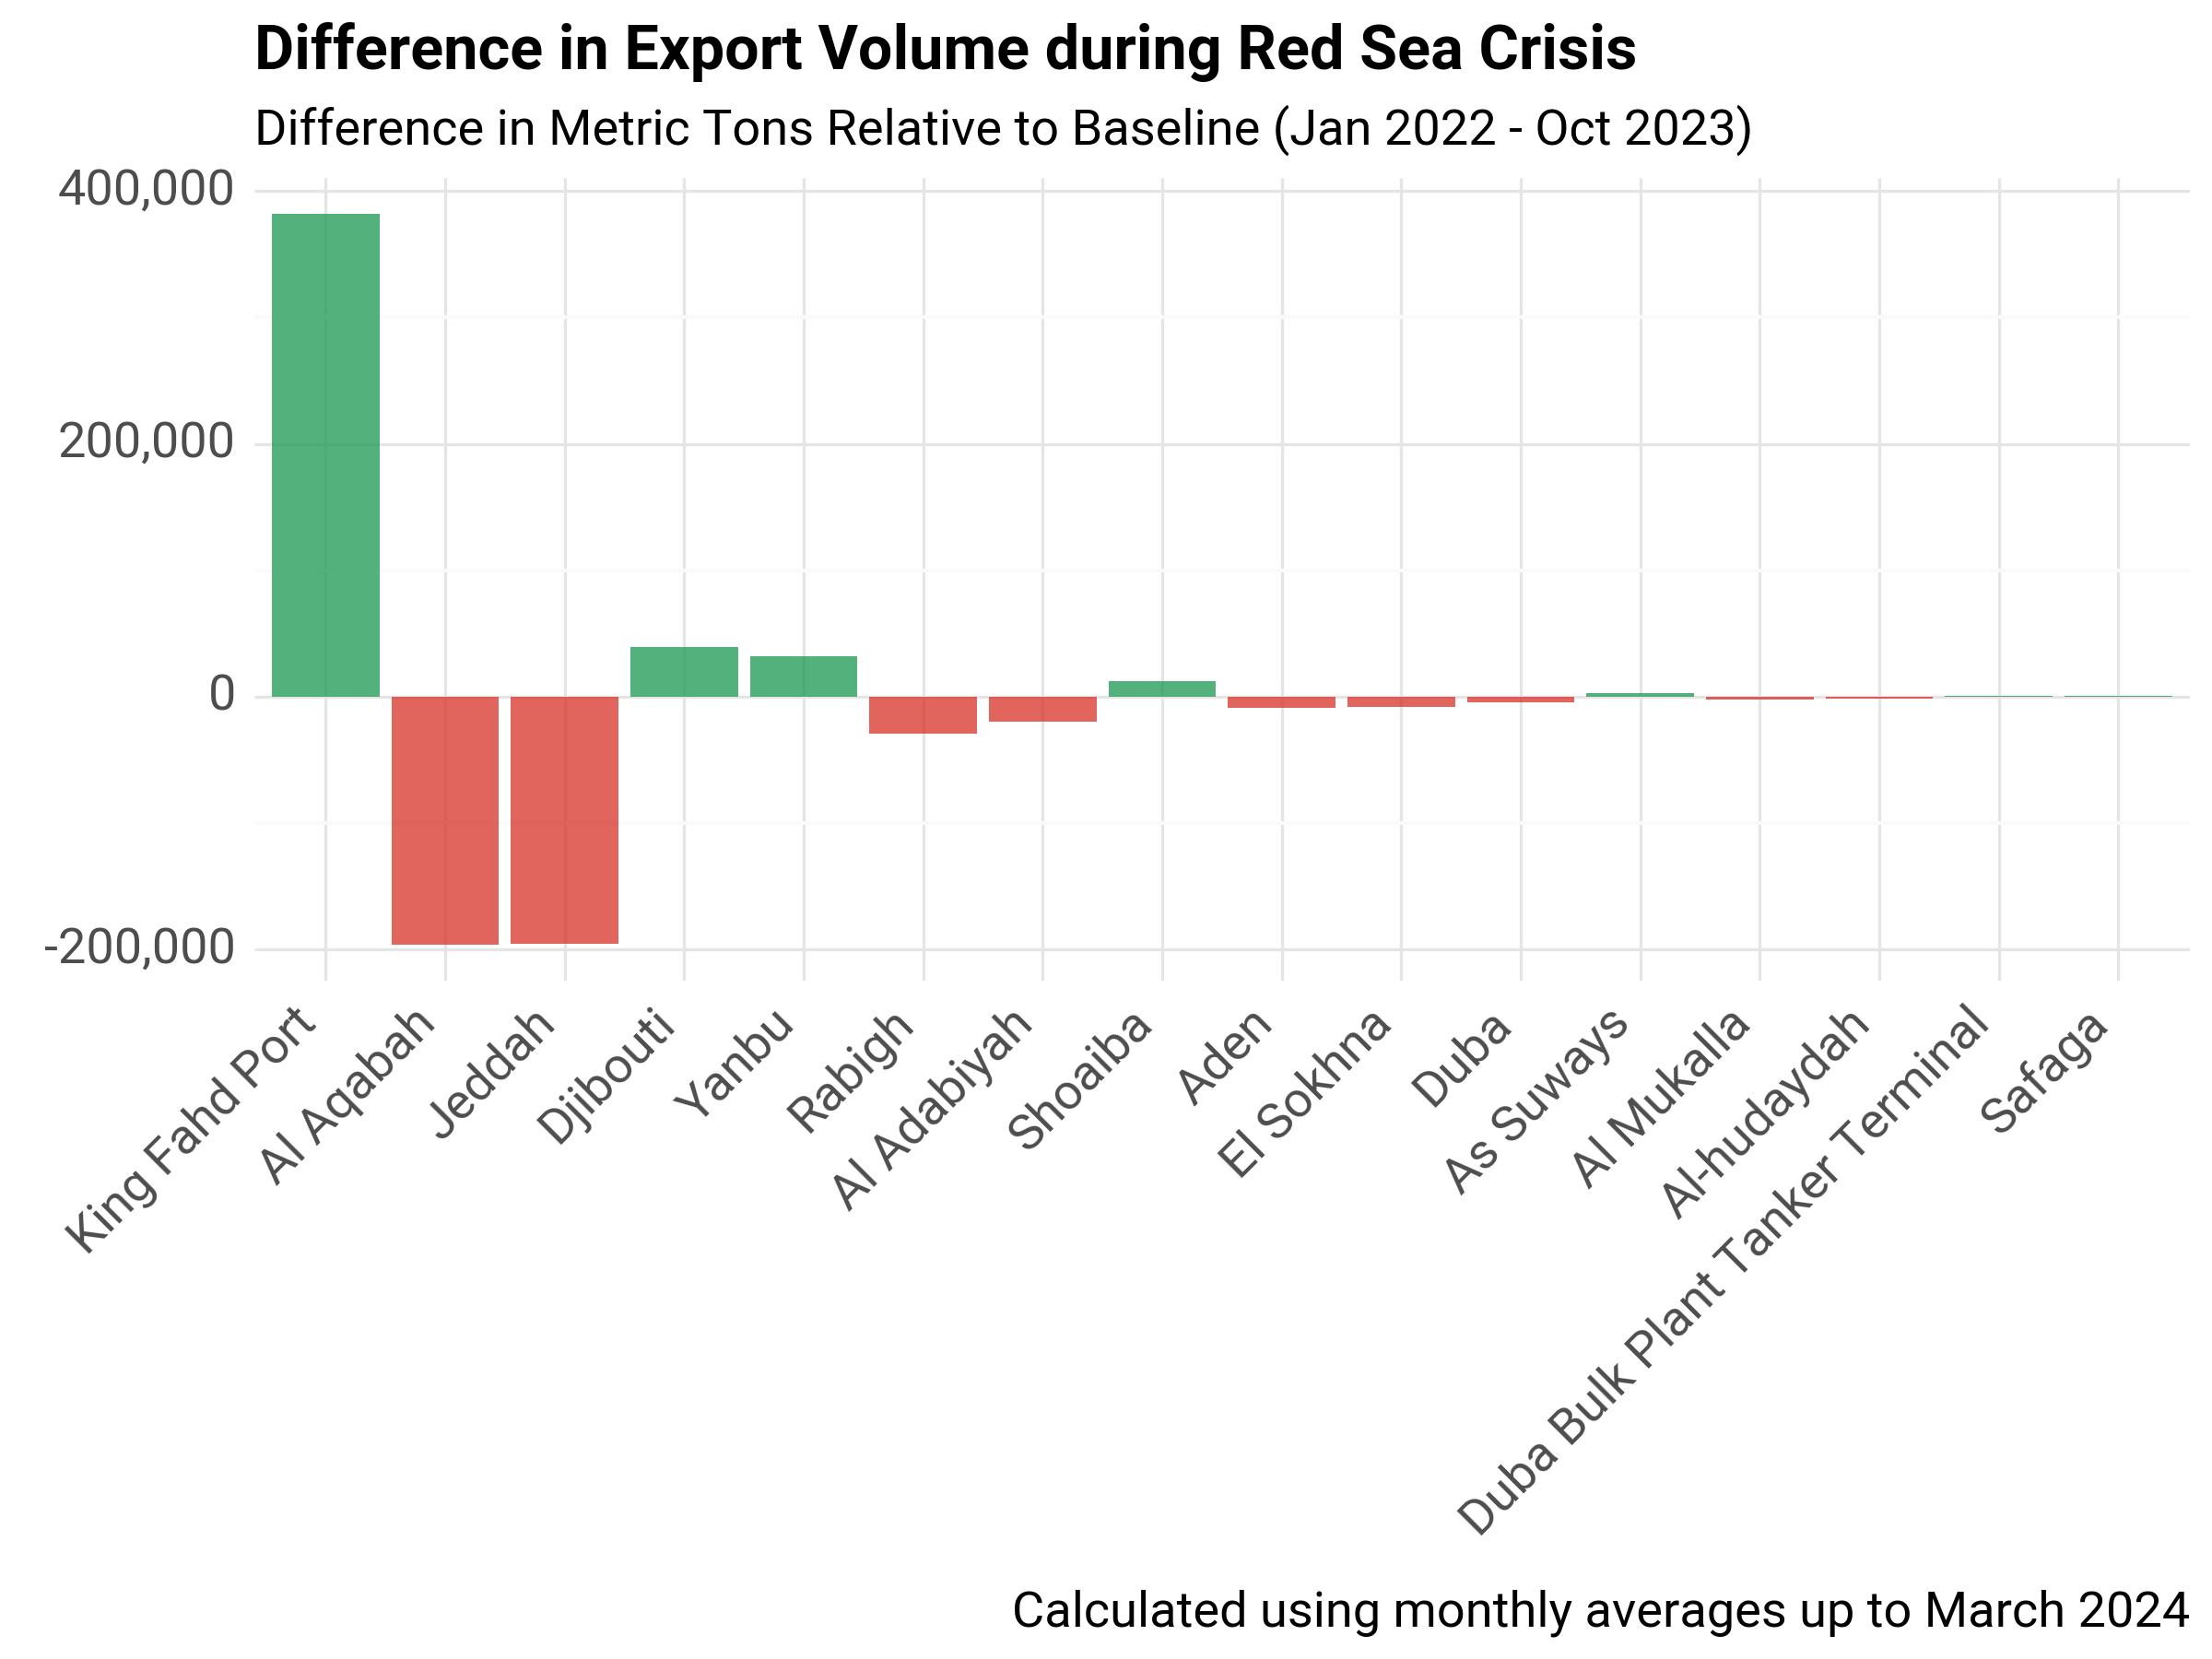 Difference in Export Volume during Red Sea Crisis
Difference in Metric Tons Relative to Baseline (Jan 2022 - Oct 2023)
400,000
200,000
0
-200,000
King Fahd Port
Al Aqabah
Jeddah
Djibouti
Yanbu
Rabigh
Al Adabiyah
Shoaiba
Aden
El Sokhna
Duba
As Suways
Al Mukalla
Al-hudaydah
Duba Bulk Plant Tanker Terminal
Safaga
Calculated using monthly averages up to March 2024